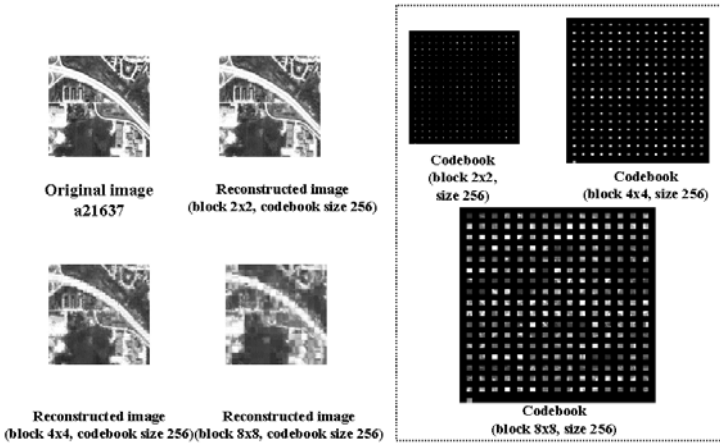 Original image
a21637
Reconstructed image
(block 2x2, codebook size 256)
Codebook
(block 2x2,
size 256)
Codebook
(block 4x4, size 256)
Reconstructed image
(block 4x4, codebook size 256)
Reconstructed image
(block 8x8, codebook size 256)
Codebook
(block 8x8, size 256)